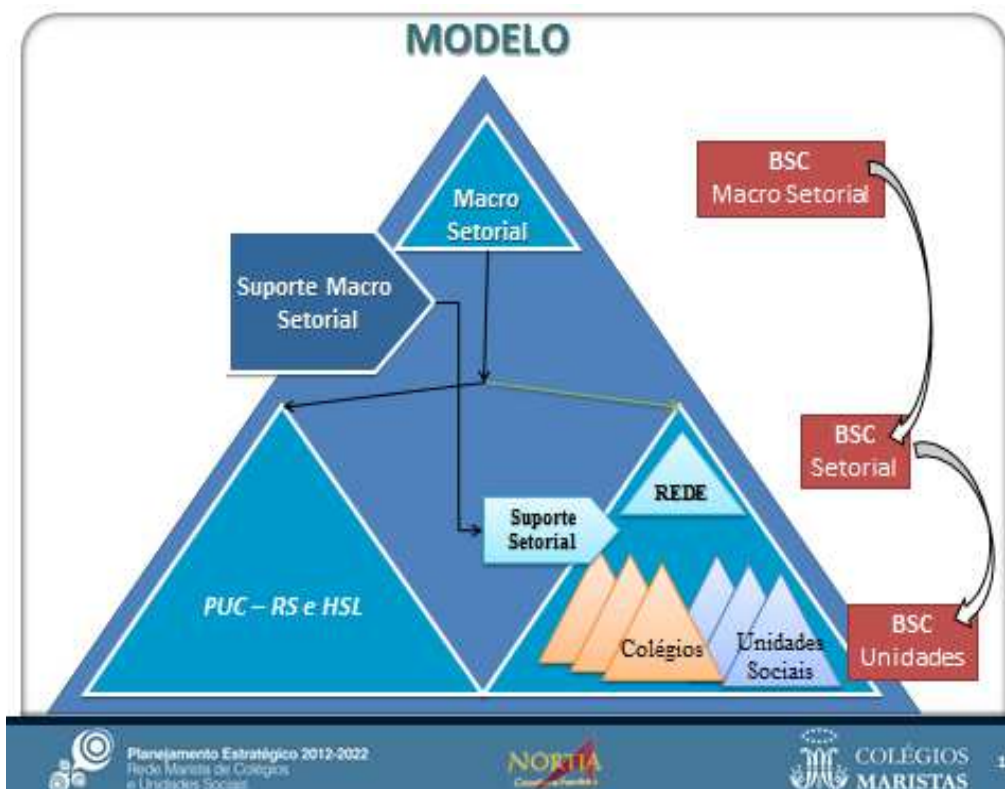 MODELO
Macro
Setorial
Suporte Macro
Setorial
BSC
Macro Setorial
BSC
Setorial
REDE
Suporte
Setorial
PUC – RS e HSL
Colégios
Unidades
Sociais
BSC
Unidades
Planejamento Estratégico 2012-2022
Rede Marista de Colégios
e Unidades Sociais
NORTIA
COLÉGIOS
MARISTAS
1